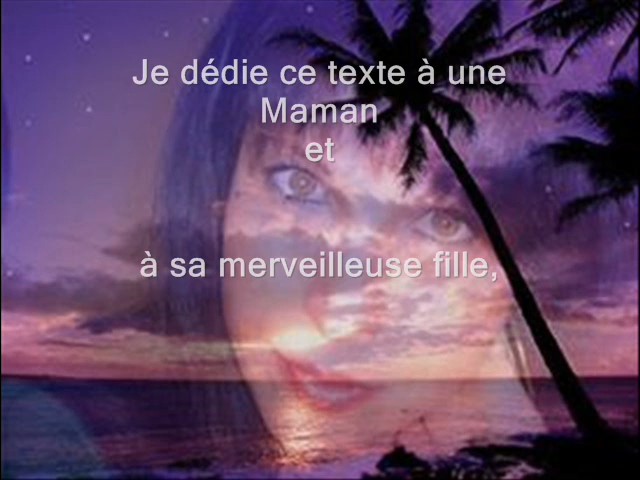 Je dédie ce texte à une
Maman
et
à sa merveilleuse fille,